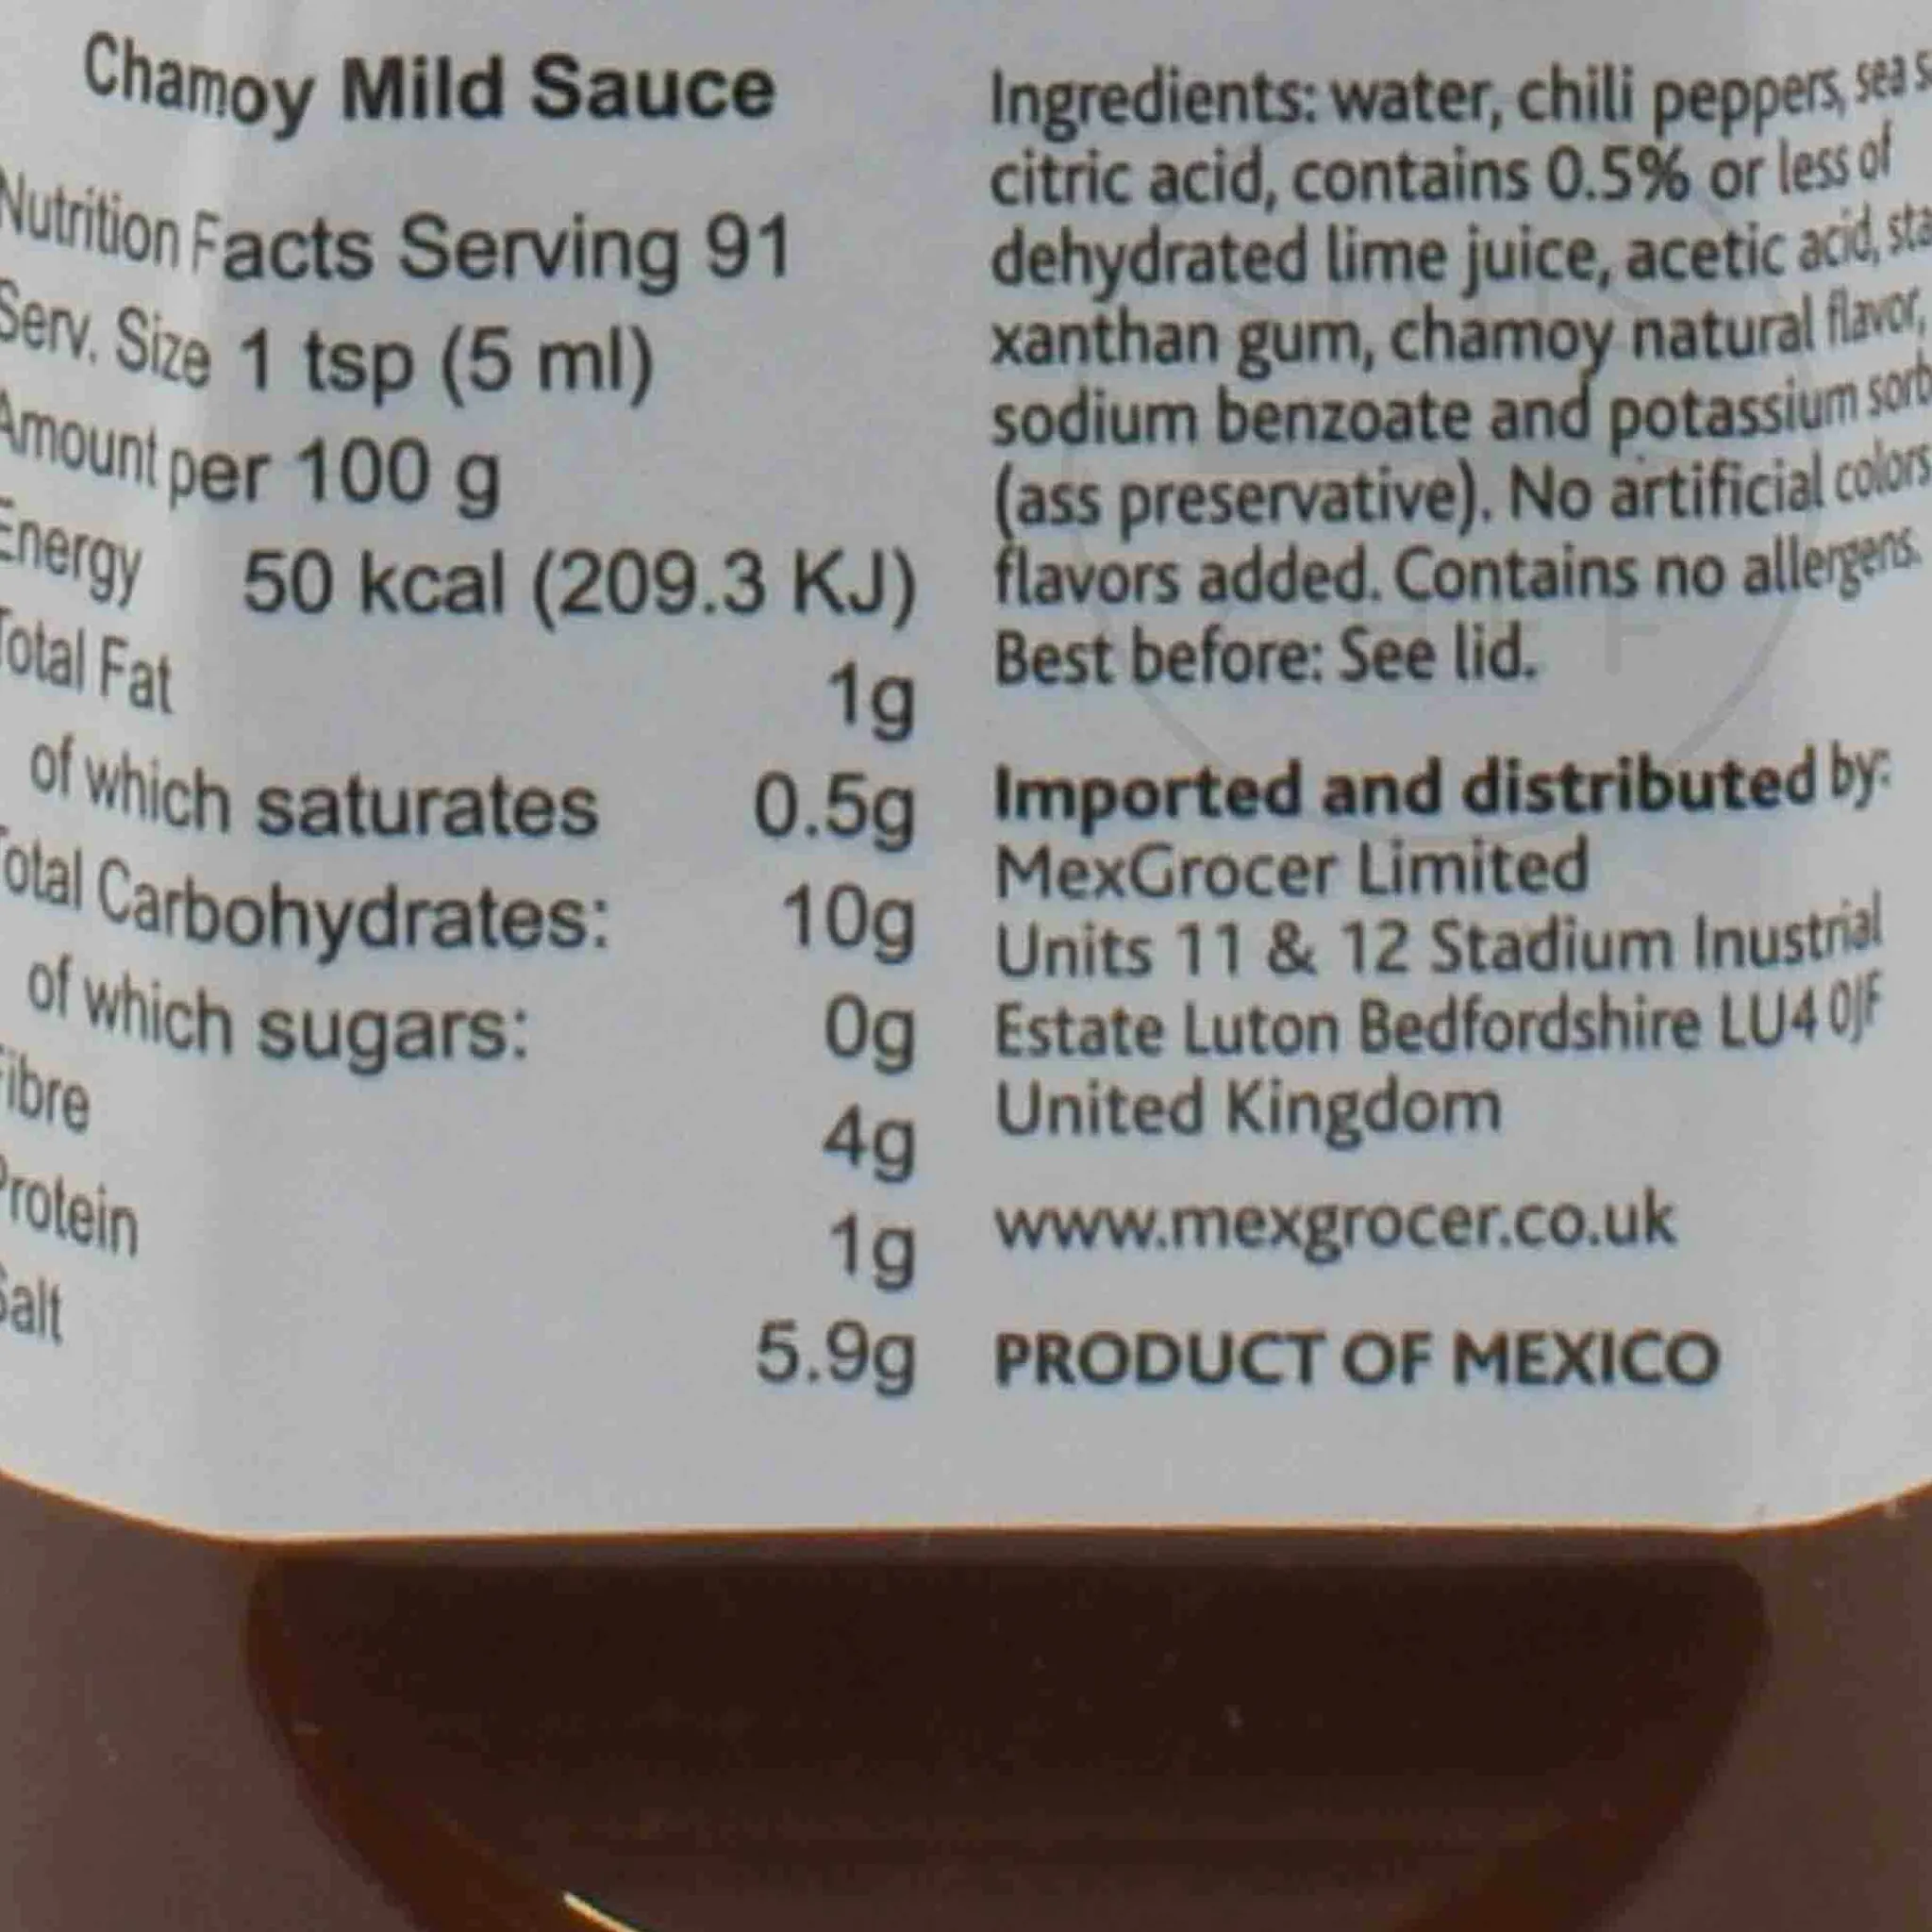 Chamoy Mild Sauce
Nutrition Facts Serving 91
Serv. Size 1 tsp (5 ml)
Amount per 100 g
Energy 50 kcal (209.3 KJ)
Total Fat 1g
of which saturates 0.5g
Total Carbohydrates: 10g
of which sugars: 0g
Fibre 4g
Protein 1g
Salt 5.9g
Ingredients: water, chili peppers, sea
citric acid, contains 0.5% or less of
dehydrated lime juice, acetic acid,
xanthan gum, chamoy natural flavor,
sodium benzoate and potassium
(ass preservative). No artificial colors
flavors added. Contains no allergens.
Best before: See lid.
Imported and distributed by:
MexGrocer Limited
Units 11 & 12 Stadium Inustrial
Estate Luton Bedfordshire LU4 0JF
United Kingdom
www.mexgrocer.co.uk
PRODUCT OF MEXICO